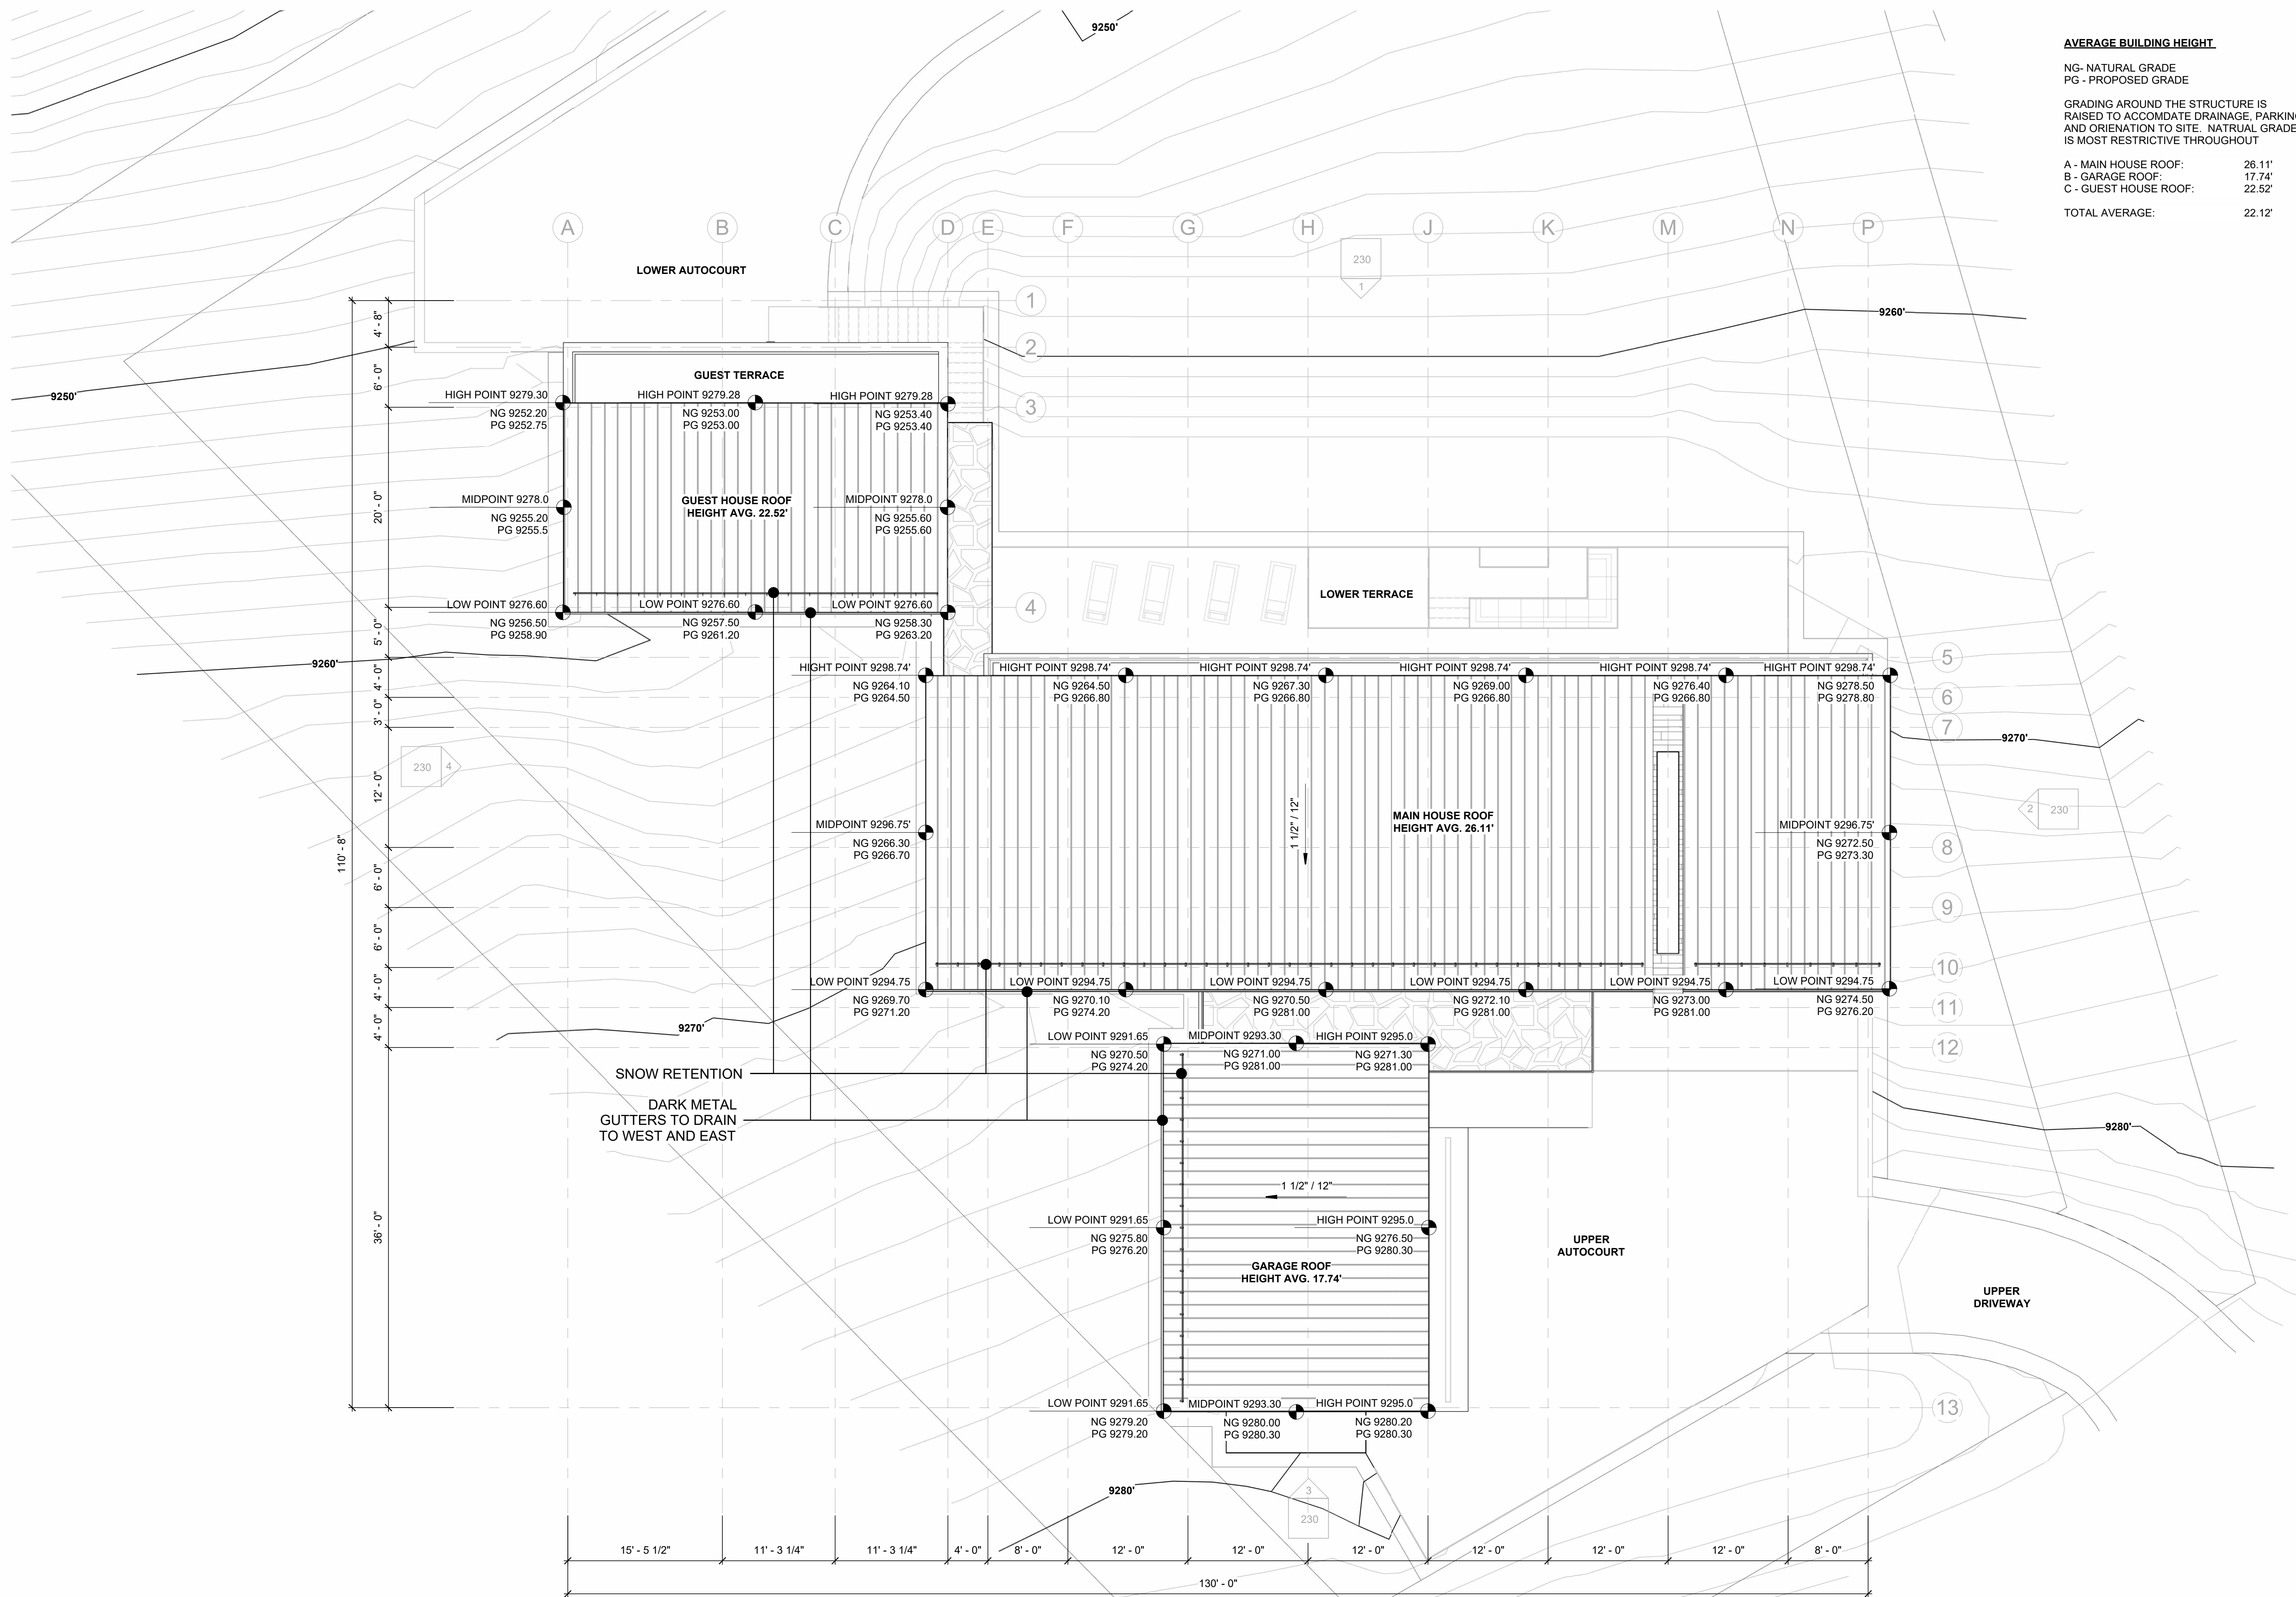 9250'
AVERAGE BUILDING HEIGHT
NG- NATURAL GRADE
PG - PROPOSED GRADE
GRADING AROUND THE STRUCTURE IS
RAISED TO ACCOMDATE DRAINAGE, PARKIN
AND ORIENATION TO SITE. NATRUAL GRADE
IS MOST RESTRICTIVE THROUGHOUT
A - MAIN HOUSE ROOF: 26.11'
B - GARAGE ROOF: 17.74'
C - GUEST HOUSE ROOF: 22.52'
TOTAL AVERAGE: 22.12'
A B C D E F G H J K M N P
LOWER AUTOCOURT
230
1
1
2
3
4
5
6
7
8
9
10
11
12
13
9260'
9250'
GUEST TERRACE
HIGH POINT 9279.30
NG 9252.20
PG 9252.75
HIGH POINT 9279.28
NG 9253.00
PG 9253.00
HIGH POINT 9279.28
NG 9253.40
PG 9253.40
MIDPOINT 9278.0
NG 9255.20
PG 9255.5
GUEST HOUSE ROOF
HEIGHT AVG. 22.52'
MIDPOINT 9278.0
NG 9255.60
PG 9255.60
LOW POINT 9276.60
NG 9256.50
PG 9258.90
LOW POINT 9276.60
NG 9257.50
PG 9261.20
LOW POINT 9276.60
NG 9258.30
PG 9263.20
LOWER TERRACE
9260'
HIGHT POINT 9298.74'
NG 9264.10
PG 9264.50
HIGHT POINT 9298.74'
NG 9264.50
PG 9266.80
HIGHT POINT 9298.74'
NG 9267.30
PG 9266.80
HIGHT POINT 9298.74'
NG 9269.00
PG 9266.80
HIGHT POINT 9298.74'
NG 9276.40
PG 9266.80
HIGHT POINT 9298.74'
NG 9278.50
PG 9278.80
9270'
230
4
2
230
MIDPOINT 9296.75'
NG 9266.30
PG 9266.70
1 1/2" / 12"
MAIN HOUSE ROOF
HEIGHT AVG. 26.11'
MIDPOINT 9296.75'
NG 9272.50
PG 9273.30
LOW POINT 9294.75
NG 9269.70
PG 9271.20
LOW POINT 9294.75
NG 9270.10
PG 9274.20
LOW POINT 9294.75
NG 9270.50
PG 9281.00
LOW POINT 9294.75
NG 9272.10
PG 9281.00
LOW POINT 9294.75
NG 9273.00
PG 9281.00
LOW POINT 9294.75
NG 9274.50
PG 9276.20
9270'
LOW POINT 9291.65
NG 9270.50
PG 9274.20
MIDPOINT 9293.30
NG 9271.00
PG 9281.00
HIGH POINT 9295.0
NG 9271.30
PG 9281.00
SNOW RETENTION
DARK METAL
GUTTERS TO DRAIN
TO WEST AND EAST
9280'
1 1/2" / 12"
LOW POINT 9291.65
NG 9275.80
PG 9276.20
HIGH POINT 9295.0
NG 9276.50
PG 9280.30
GARAGE ROOF
HEIGHT AVG. 17.74'
UPPER
AUTOCOURT
UPPER
DRIVEWAY
LOW POINT 9291.65
NG 9279.20
PG 9279.20
MIDPOINT 9293.30
NG 9280.00
PG 9280.30
HIGH POINT 9295.0
NG 9280.20
PG 9280.30
9280'
3
230
4' - 8"
6' - 0"
20' - 0"
5' - 0"
4' - 0"
3' - 0"
12' - 0"
6' - 0"
6' - 0"
4' - 0"
4' - 0"
36' - 0"
110' - 8"
15' - 5 1/2" 11' - 3 1/4" 11' - 3 1/4" 4' - 0" 8' - 0" 12' - 0" 12' - 0" 12' - 0" 12' - 0" 12' - 0" 12' - 0" 8' - 0"
130' - 0"